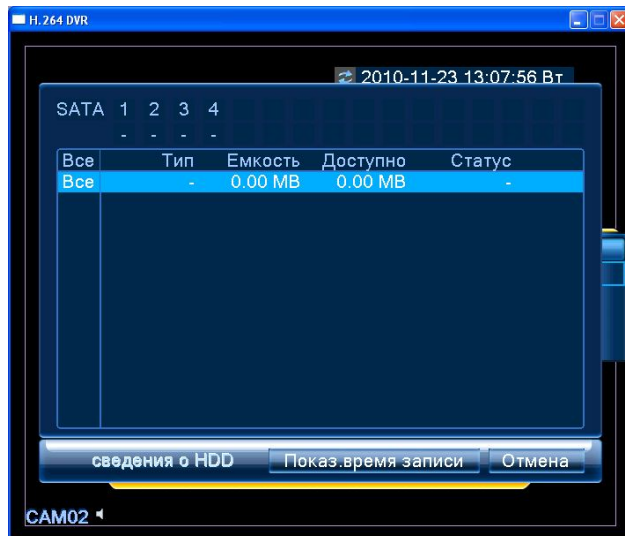 H.264 DVR
2010-11-23 13:07:56 Вт
SATA 1 2 3 4
- - - -
Все Тип Емкость Доступно Статус
Все - 0.00 MB 0.00 MB -
сведения о HDD Показ.время записи Отмена
CAM02